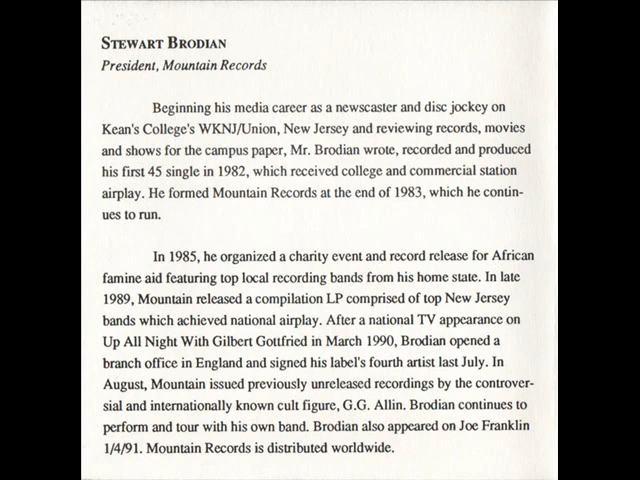 STEWART BRODIAN
President, Mountain Records
Beginning his media career as a newscaster and disc jockey on
Kean's College's WKNJ/Union, New Jersey and reviewing records, movies
and shows for the campus paper, Mr. Brodian wrote, recorded and produced
his first 45 single in 1982, which received college and commercial station
airplay. He formed Mountain Records at the end of 1983, which he contin-
ues to run.
In 1985, he organized a charity event and record release for African
famine aid featuring top local recording bands from his home state. In late
1989, Mountain released a compilation LP comprised of top New Jersey
bands which achieved national airplay. After a national TV appearance on
Up All Night With Gilbert Gottfried in March 1990, Brodian opened a
branch office in England and signed his label's fourth artist last July. In
August, Mountain issued previously unreleased recordings by the controver-
sial and internationally known cult figure, G.G. Allin. Brodian continues to
perform and tour with his own band. Brodian also appeared on Joe Franklin
1/4/91. Mountain Records is distributed worldwide.